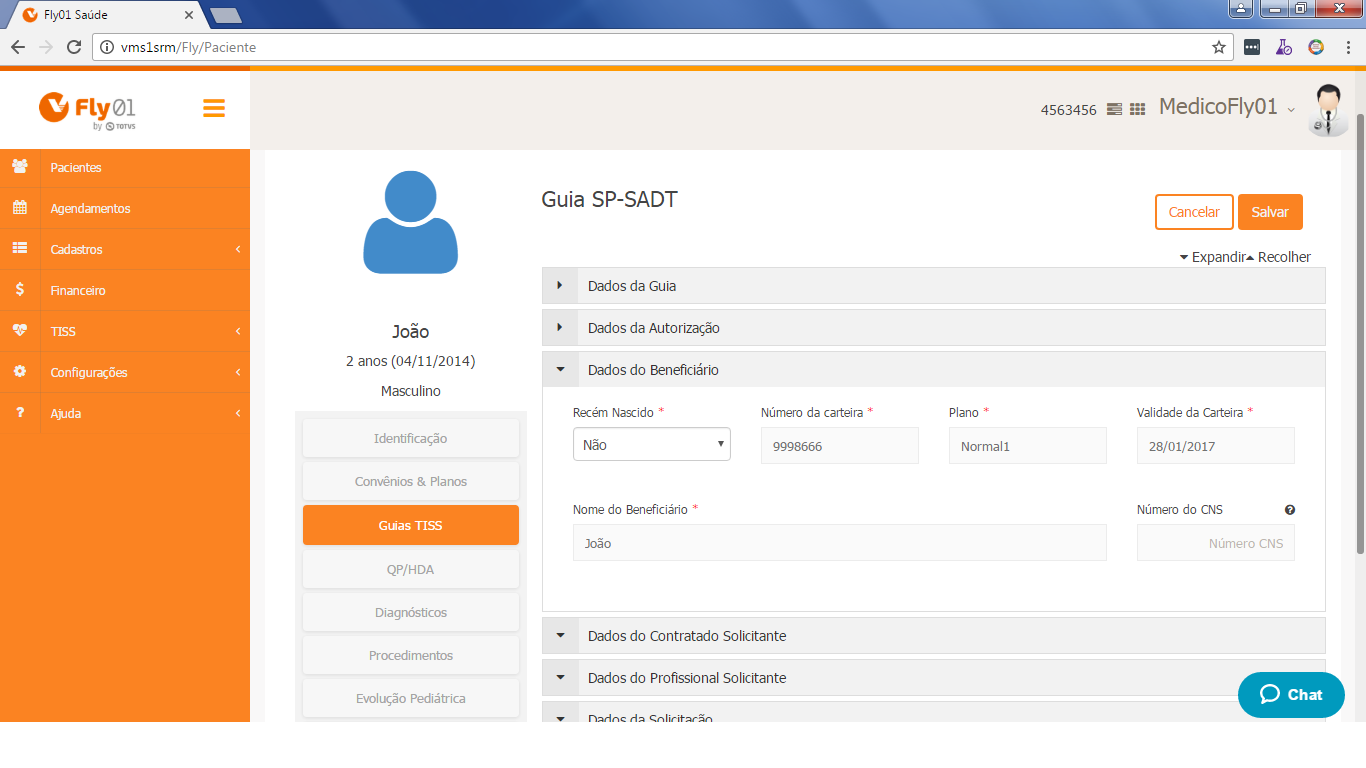 Fly01 Saúde
vms1srm/Fly/Paciente
Fly01
by TOTVS
4563456
MedicoFly01
Pacientes
Agendamentos
Cadastros
Financeiro
TISS
Configurações
Ajuda
João
2 anos (04/11/2014)
Masculino
Identificação
Convênios & Planos
Guias TISS
QP/HDA
Diagnósticos
Procedimentos
Evolução Pediátrica
Guia SP-SADT
Cancelar Salvar
Expandir Recolher
Dados da Guia
Dados da Autorização
Dados do Beneficiário
Recém Nascido * Número da carteira * Plano * Validade da Carteira *
Não 9998666 Normal1 28/01/2017
Nome do Beneficiário * Número do CNS
João Número CNS
Dados do Contratado Solicitante
Dados do Profissional Solicitante
Dados da Solicitação
Chat